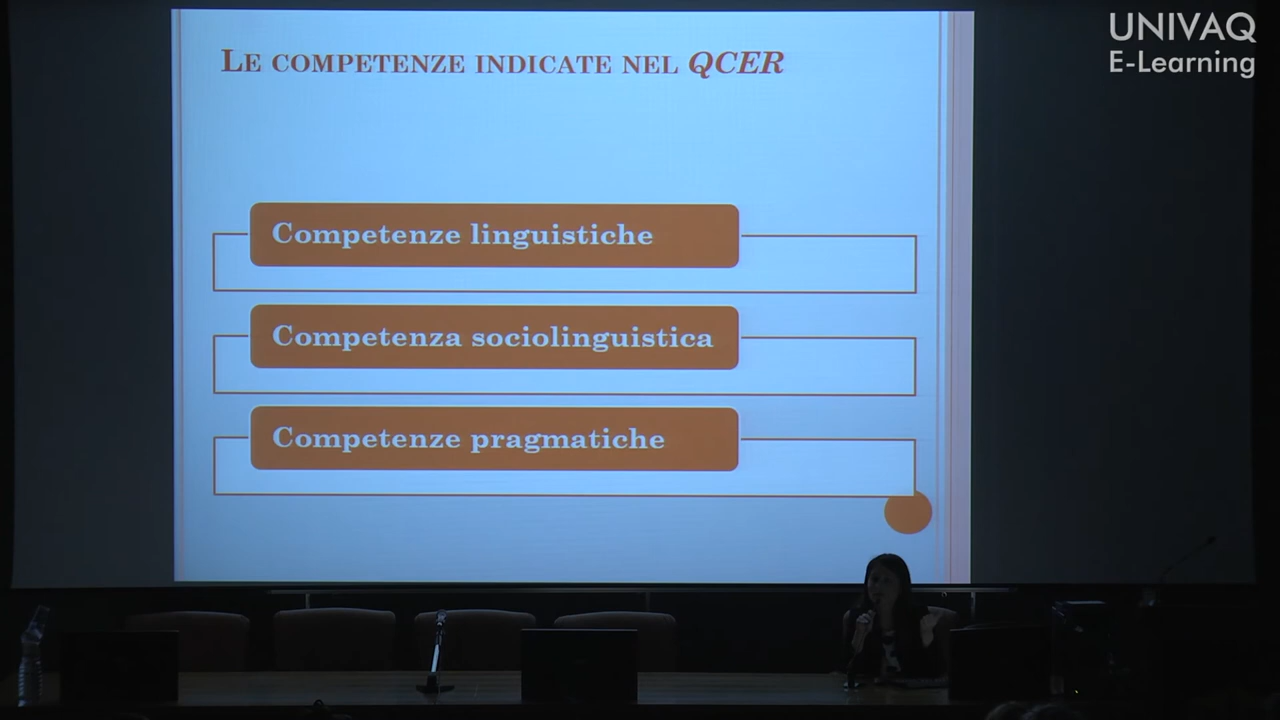 UNIVAQ
E-Learning
Le competenze indicate nel QCER
Competenze linguistiche
Competenza sociolinguistica
Competenze pragmatiche